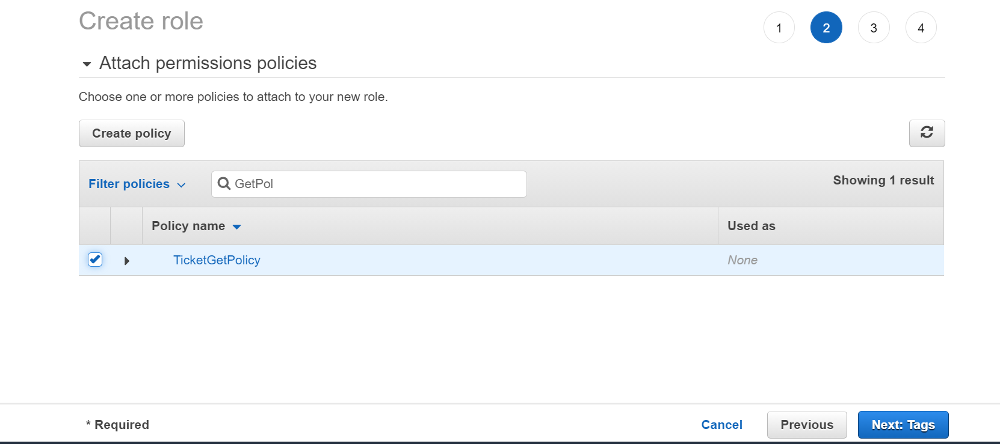 Create role
1 2 3 4
Attach permissions policies
Choose one or more policies to attach to your new role.
Create policy
Filter policies GetPol Showing 1 result
Policy name Used as
TicketGetPolicy None
* Required Cancel Previous Next: Tags